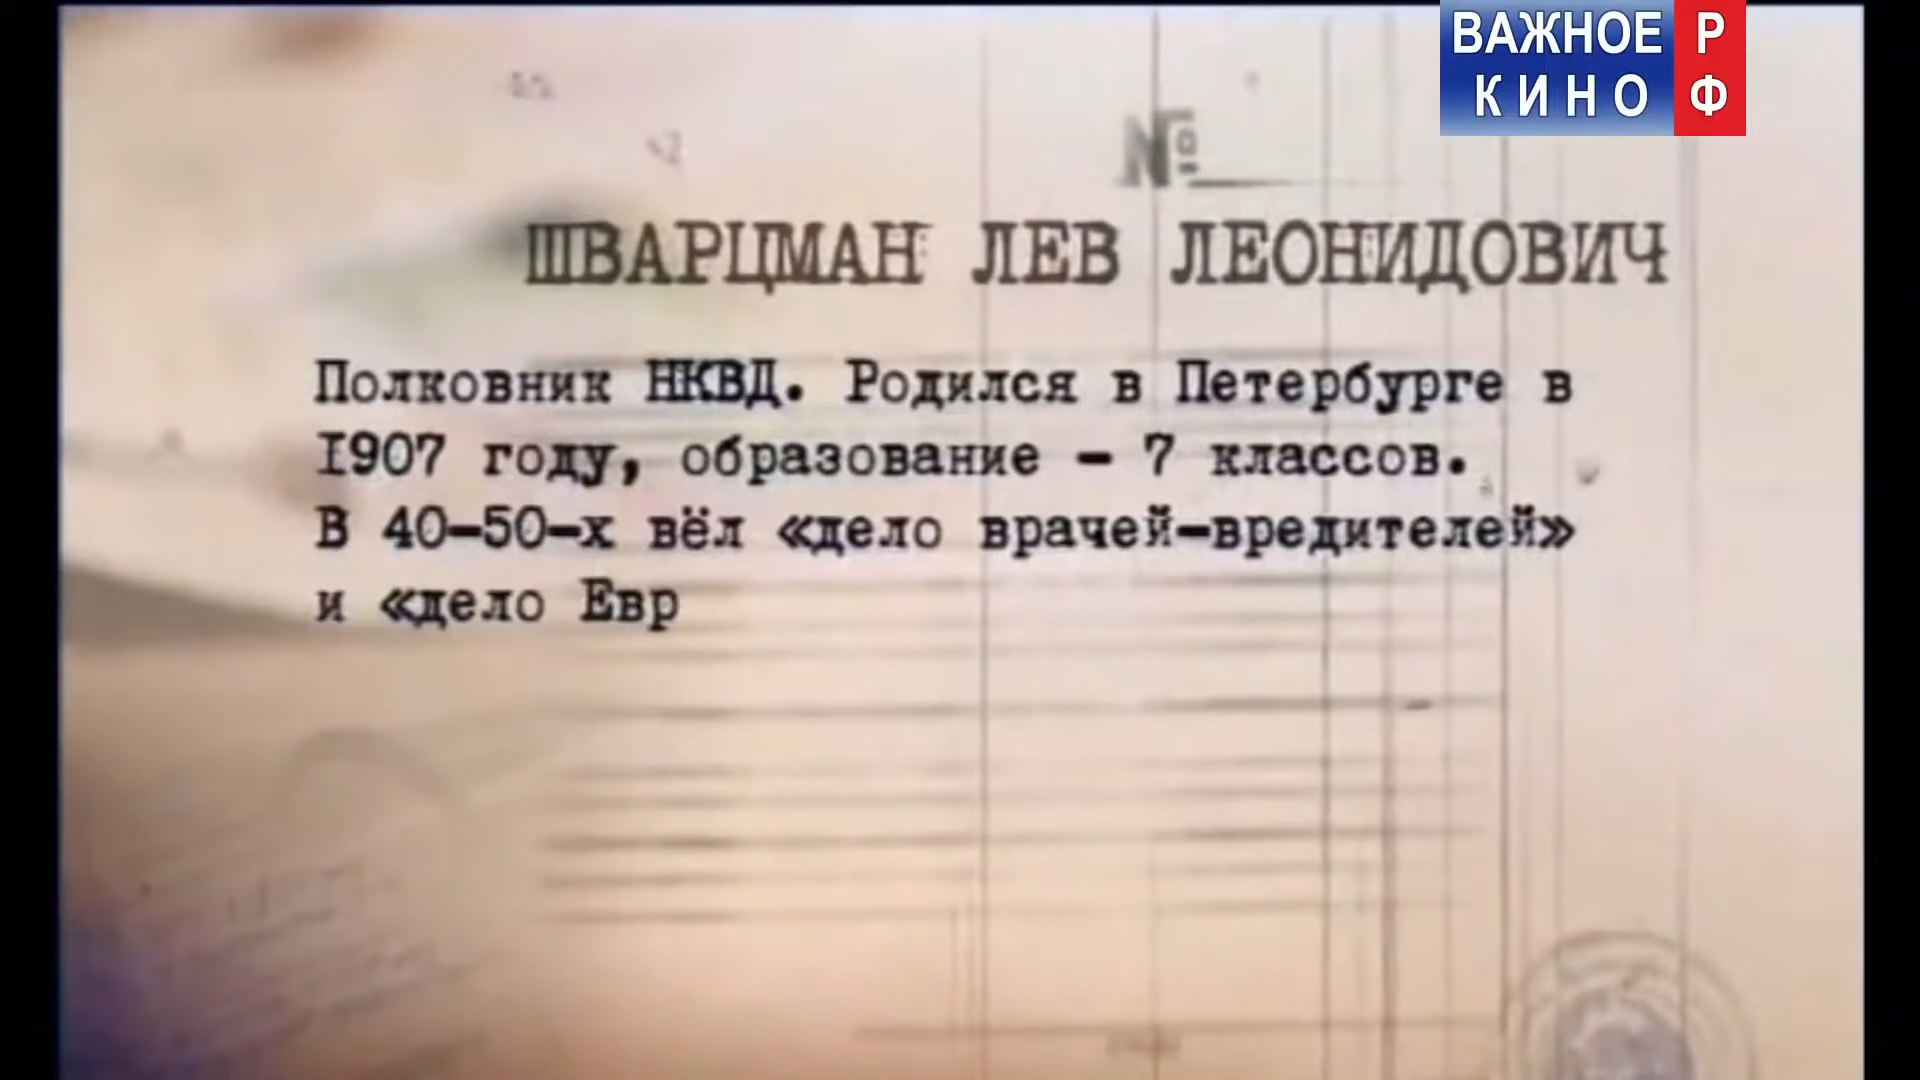 ВАЖНОЕ РФ
КИНО
№
ШВАРЦМАН ЛЕВ ЛЕОНИДОВИЧ
Полковник НКВД. Родился в Петербурге в
1907 году, образование – 7 классов.
В 40–50–х вёл «дело врачей–вредителей»
и «дело Евр